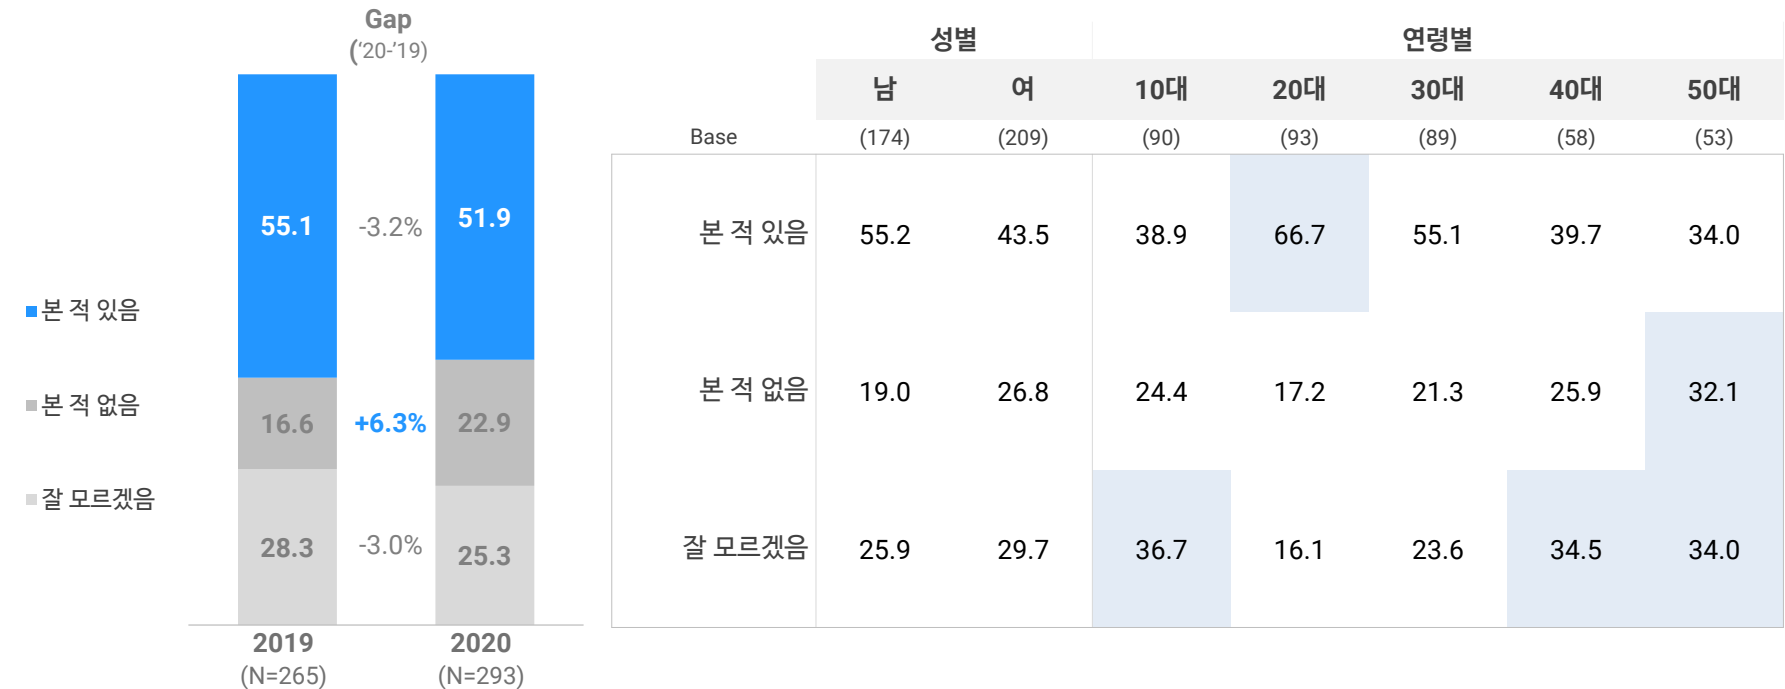 Gap
(‘20-’19)
55.1 -3.2% 51.9
본 적 있음
본 적 없음
16.6 +6.3% 22.9
잘 모르겠음
28.3 -3.0% 25.3
2019 2020
(N=265) (N=293)
성별 연령별
남 여 10대 20대 30대 40대 50대
Base (174) (209) (90) (93) (89) (58) (53)
본 적 있음 55.2 43.5 38.9 66.7 55.1 39.7 34.0
본 적 없음 19.0 26.8 24.4 17.2 21.3 25.9 32.1
잘 모르겠음 25.9 29.7 36.7 16.1 23.6 34.5 34.0